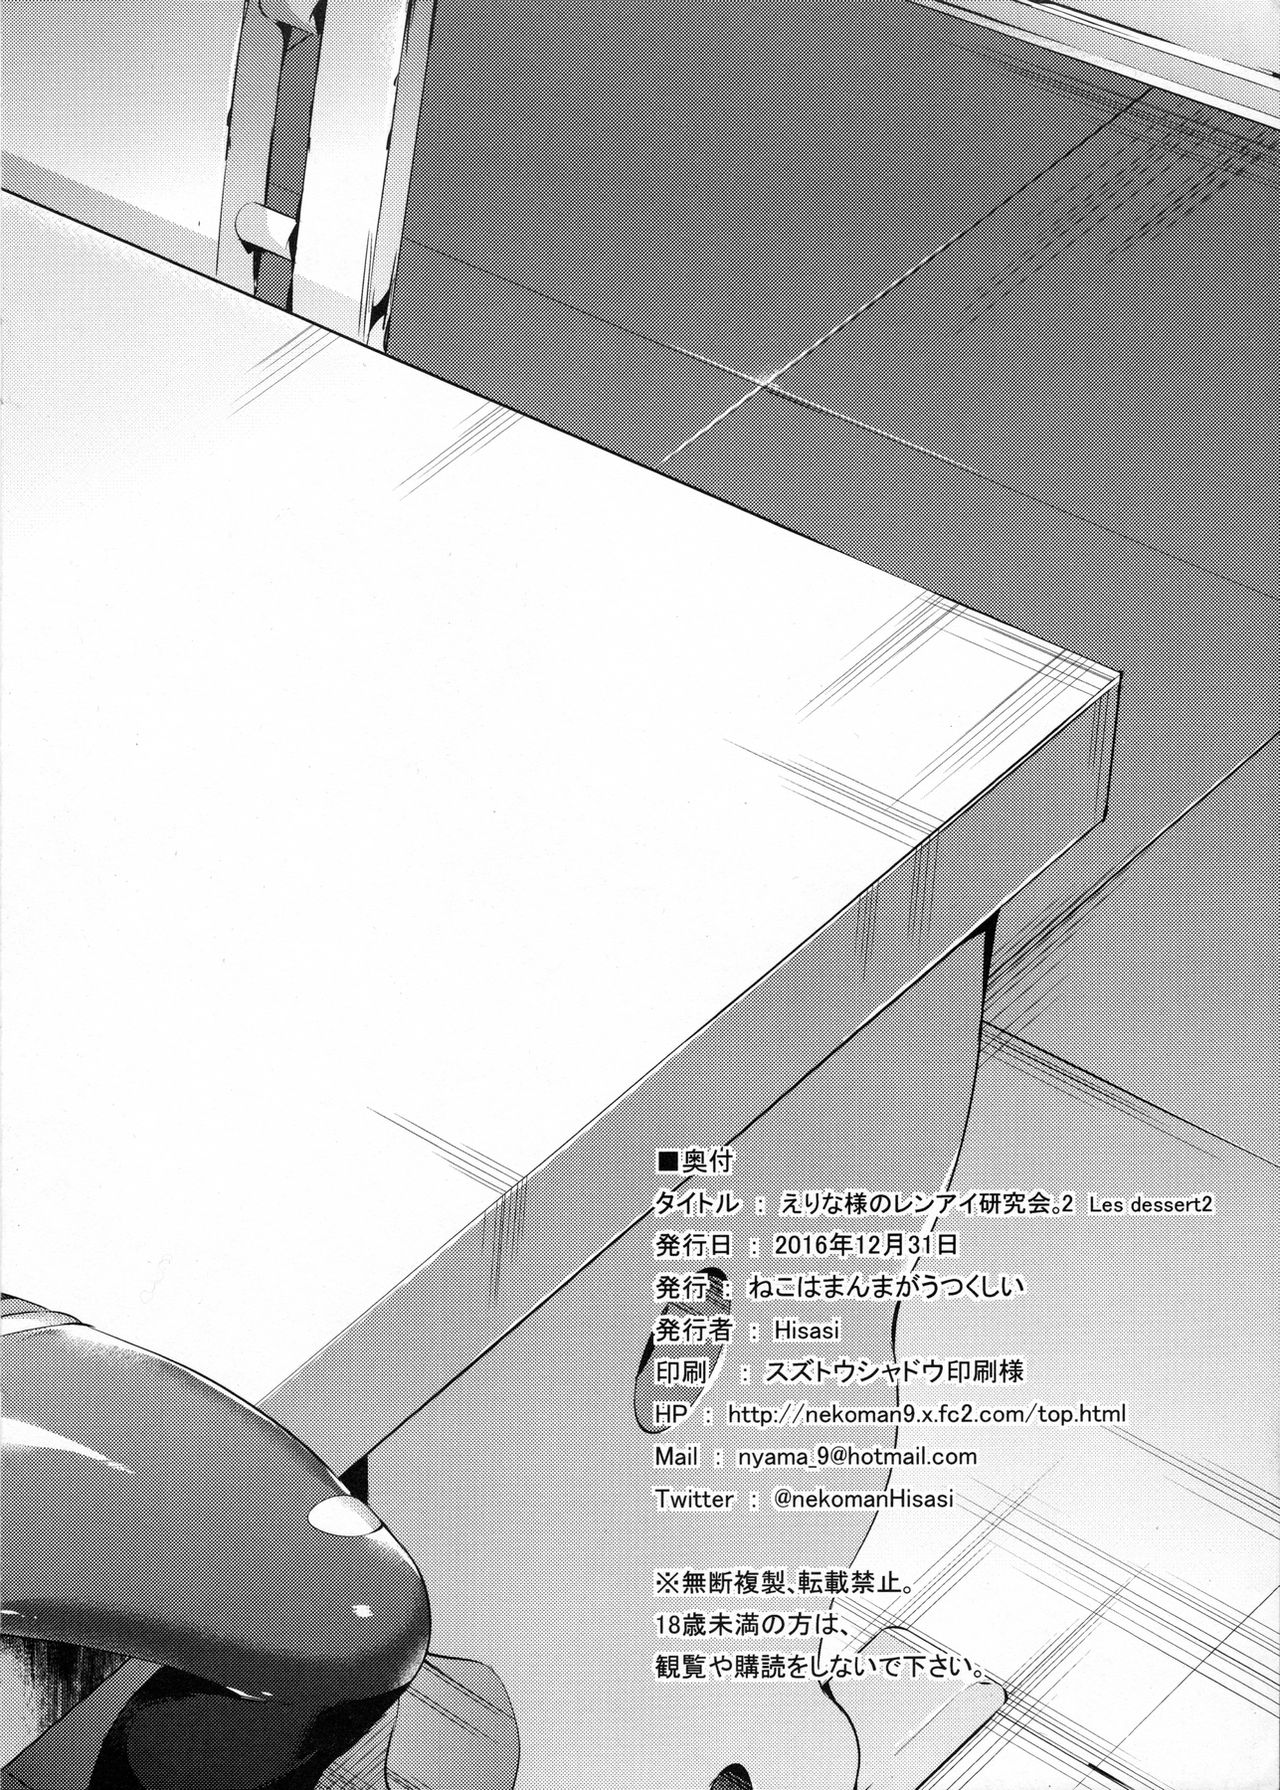 ■奥付
タイトル : えりな様のレンアイ研究会。2 Les dessert2
発行日 : 2016年12月31日
発行 : ねこはまんまがうつくしい
発行者 : Hisasi
印刷 : スズトウシャドウ印刷様
HP : http://nekoman9.x.fc2.com/top.html
Mail : nyama_9@hotmail.com
Twitter : @nekomanHisasi
※無断複製、転載禁止。
18歳未満の方は、
観覧や購読をしないで下さい。